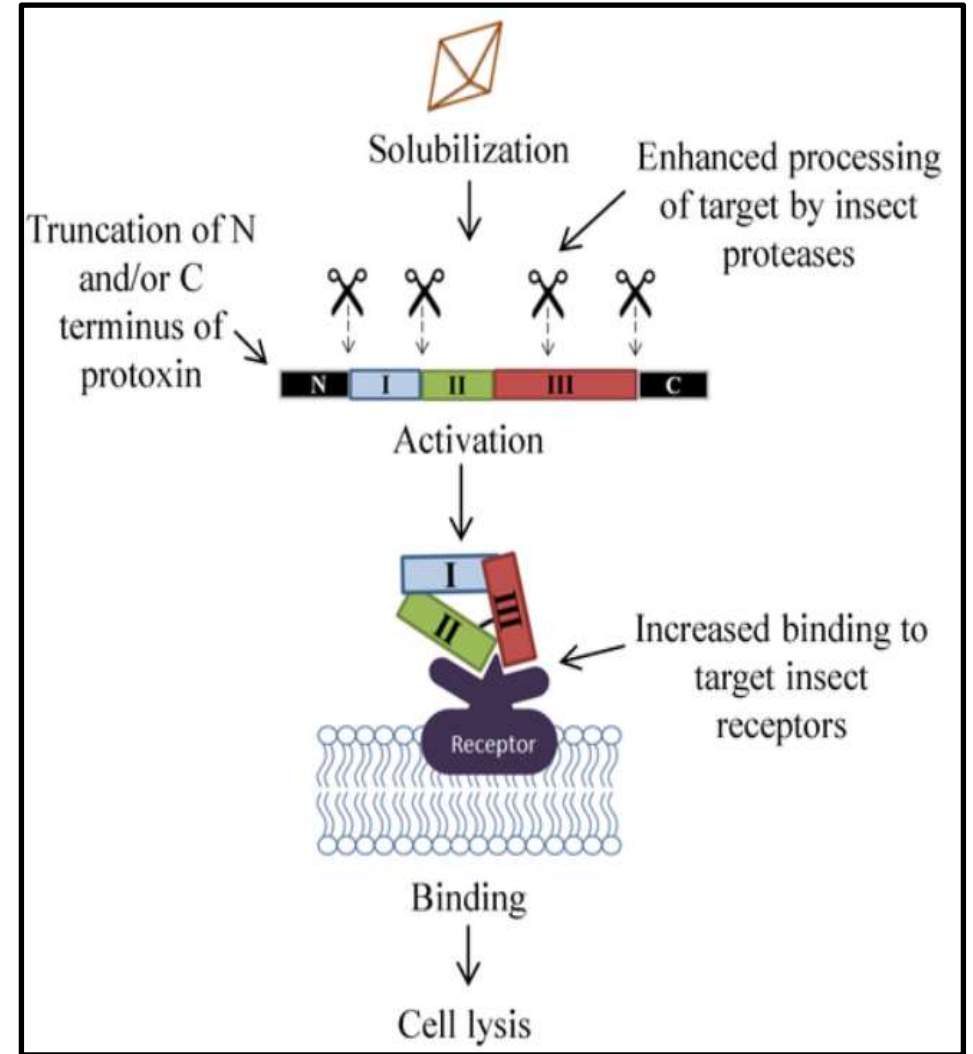 Solubilization
Enhanced processing
of target by insect
proteases
Truncation of N
and/or C
terminus of
protoxin
N I II III C
Activation
I
II
III
Increased binding to
target insect
receptors
Receptor
Binding
Cell lysis